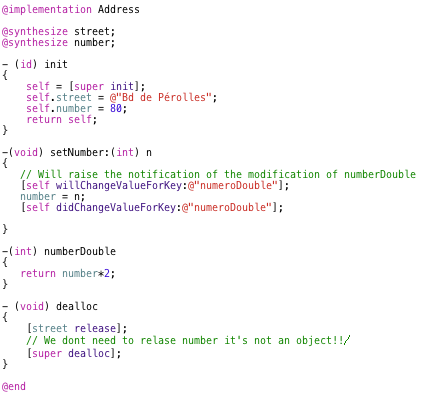 @implementation Address
@synthesize street;
@synthesize number;
- (id) init
{
self = [super init];
self.street = @"Bd de Pérolles";
self.number = 80;
return self;
}
-(void) setNumber:(int) n
{
// Will raise the notification of the modification of numberDouble
[self willChangeValueForKey:@"numeroDouble"];
number = n;
[self didChangeValueForKey:@"numeroDouble"];
}
-(int) numberDouble
{
return number*2;
}
- (void) dealloc
{
[street release];
// We dont need to relase number it's not an object!!/
[super dealloc];
}
@end